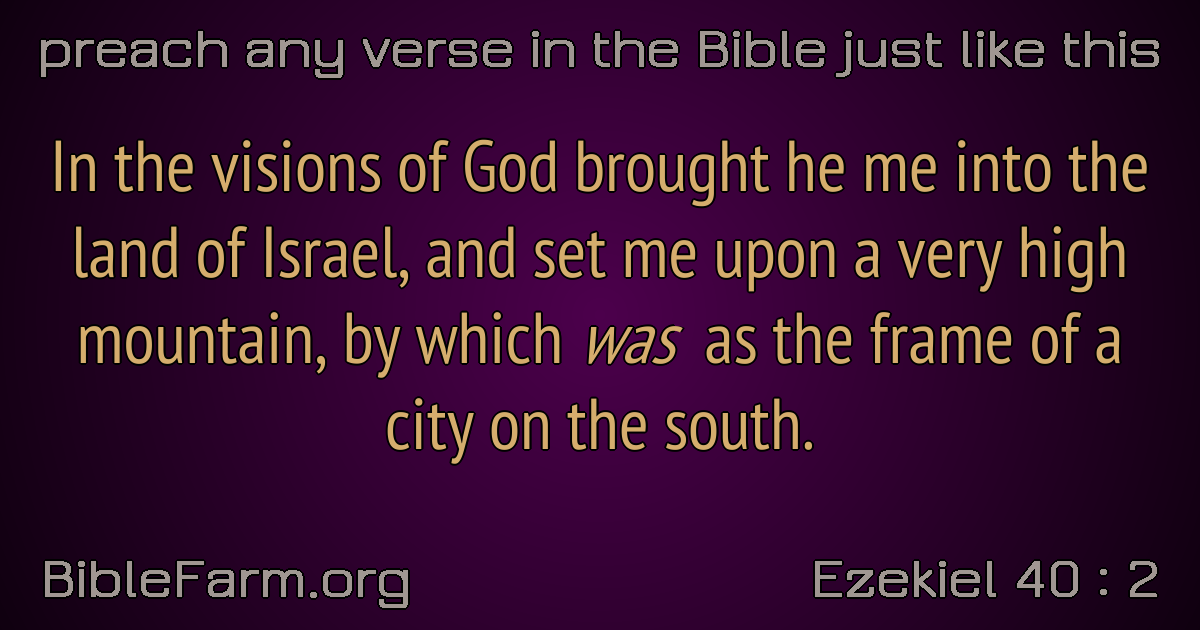 preach any verse in the Bible just like this
In the visions of God brought he me into the
land of Israel, and set me upon a very high
mountain, by which was as the frame of a
city on the south.
BibleFarm.org
Ezekiel 40 : 2